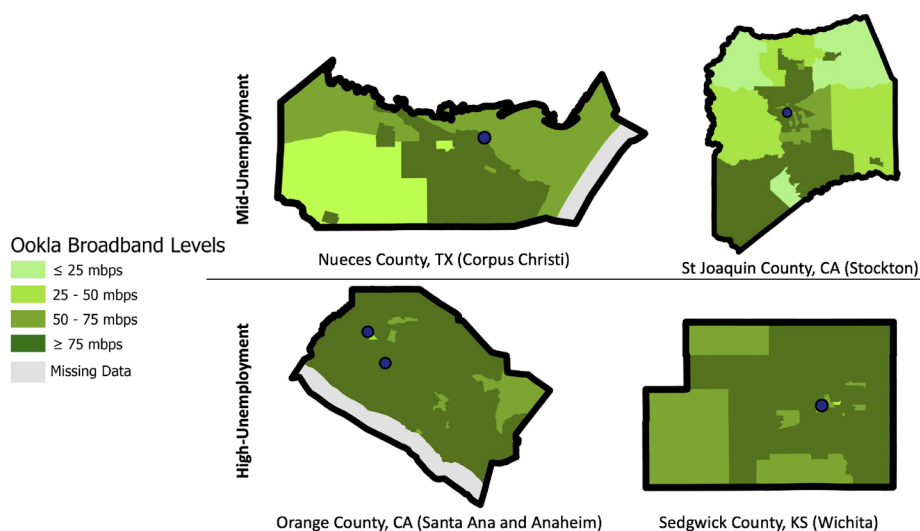 Mid-Unemployment
Nueces County, TX (Corpus Christi)
St Joaquin County, CA (Stockton)
Ookla Broadband Levels
≤ 25 mbps
25 - 50 mbps
50 - 75 mbps
≥ 75 mbps
Missing Data
High-Unemployment
Orange County, CA (Santa Ana and Anaheim)
Sedgwick County, KS (Wichita)